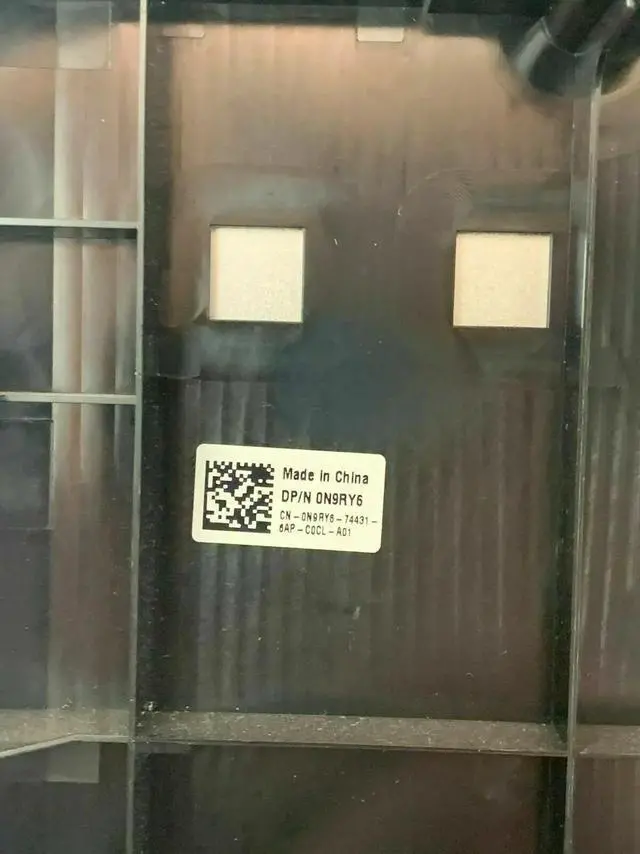 Made in China
DP/N 0N9RY6
CN-0N9RY6-74431-
6AP-C0CL-A01